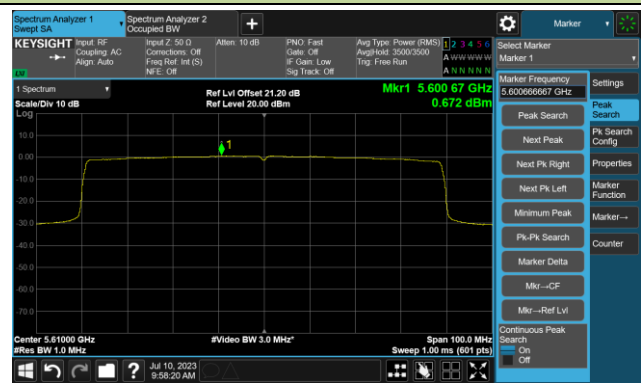 Spectrum Analyzer 1
Swept SA
Spectrum Analyzer 2
Occupied BW
+
Marker
KEYSIGHT
Input: RF
Coupling: AC
Align: Auto
Input Z: 50 Ω
Corrections: Off
Freq Ref: Int (S)
NFE: Off
Atten: 10 dB
PNO: Fast
Gate: Off
IF Gain: Low
Sig Track: Off
Avg Type: Power (RMS)
Avg|Hold: 3500/3500
Trig: Free Run
1 2 3 4 5 6
A W W W W W
A N N N N N
Select Marker
Marker 1
1 Spectrum
Scale/Div 10 dB
Log
Ref Lvl Offset 21.20 dB
Ref Level 20.00 dBm
Mkr1 5.600 67 GHz
0.672 dBm
Marker Frequency
5.600666667 GHz
Settings
Peak Search
Next Peak
Next Pk Right
Next Pk Left
Minimum Peak
Pk-Pk Search
Marker Delta
Mkr→CF
Mkr→Ref Lvl
Continuous Peak
Search
On
Off
Peak
Search
Pk Search
Config
Properties
Marker
Function
Marker→
Counter
10.0
0.00
-10.0
-20.0
-30.0
-40.0
-50.0
-60.0
-70.0
1
Center 5.61000 GHz
#Res BW 1.0 MHz
#Video BW 3.0 MHz*
Span 100.0 MHz
Sweep 1.00 ms (601 pts)
?
Jul 10, 2023
9:58:20 AM